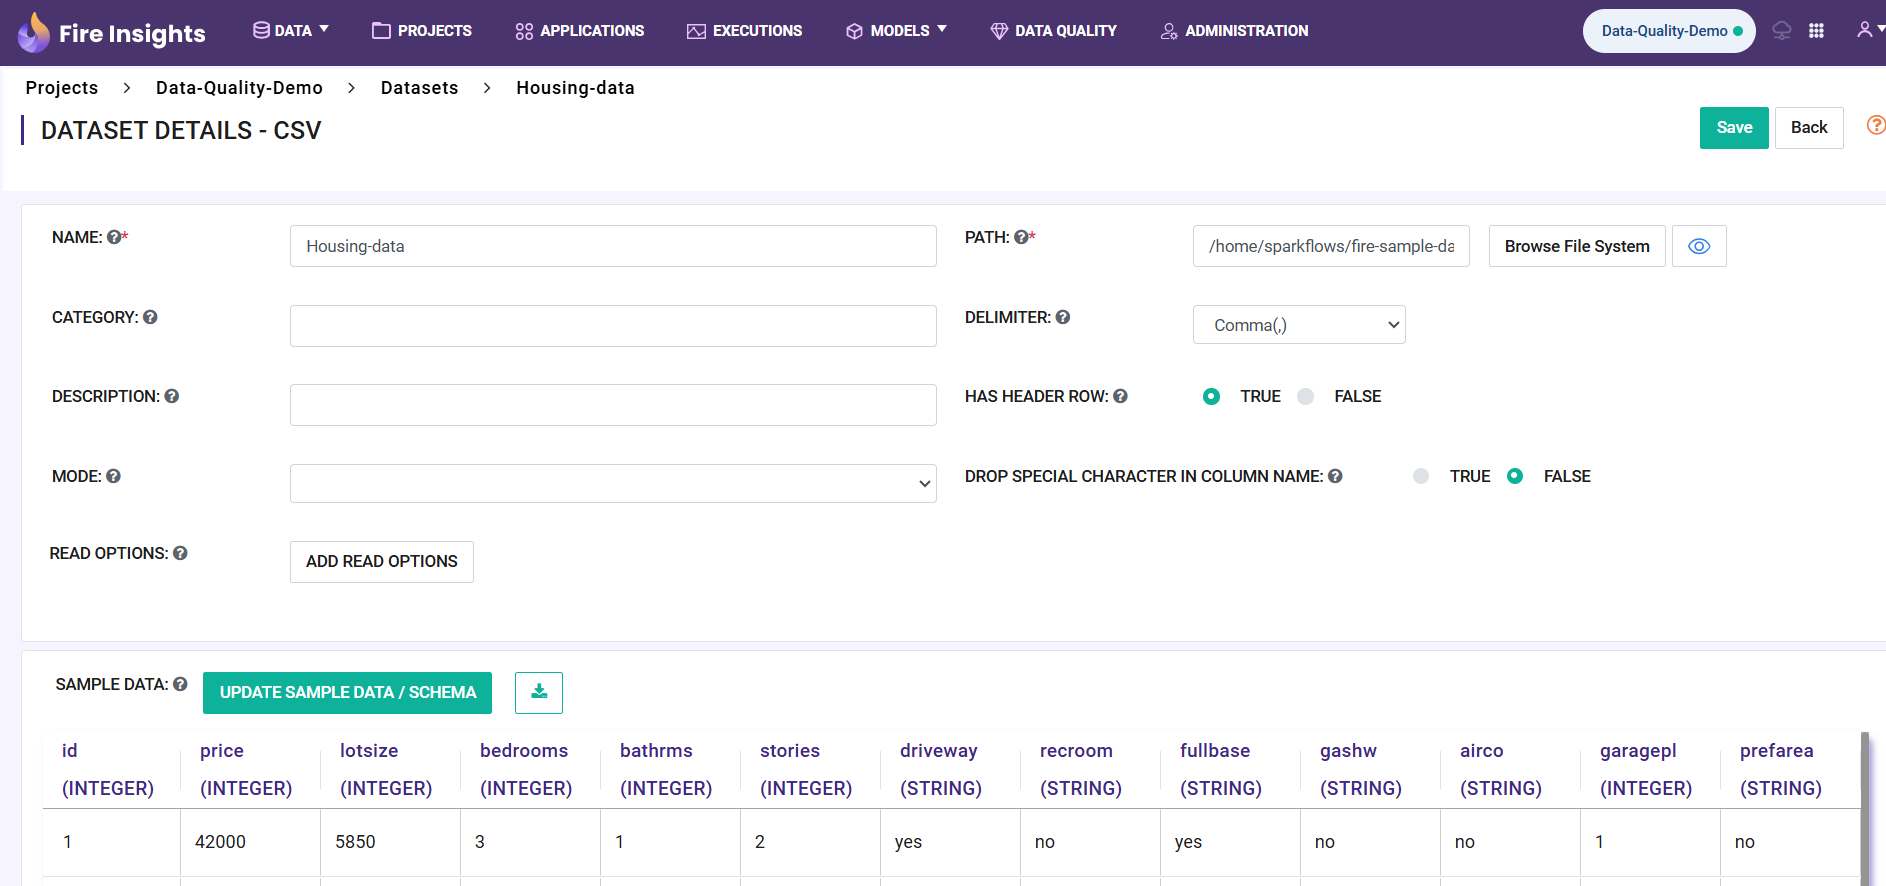 Fire Insights DATA PROJECTS APPLICATIONS EXECUTIONS MODELS DATA QUALITY ADMINISTRATION Data-Quality-Demo
Projects > Data-Quality-Demo > Datasets > Housing-data
DATASET DETAILS - CSV
Save Back
NAME: * Housing-data PATH: * /home/sparkflows/fire-sample-da Browse File System
CATEGORY: DELIMITER: Comma(,)
DESCRIPTION: HAS HEADER ROW: TRUE FALSE
MODE: DROP SPECIAL CHARACTER IN COLUMN NAME: TRUE FALSE
READ OPTIONS: ADD READ OPTIONS
SAMPLE DATA: UPDATE SAMPLE DATA / SCHEMA
id price lotsize bedrooms bathrms stories driveway recroom fullbase gashw airco garagepl prefarea
(INTEGER) (INTEGER) (INTEGER) (INTEGER) (INTEGER) (INTEGER) (STRING) (STRING) (STRING) (STRING) (STRING) (INTEGER) (STRING)
1 42000 5850 3 1 2 yes no yes no no 1 no